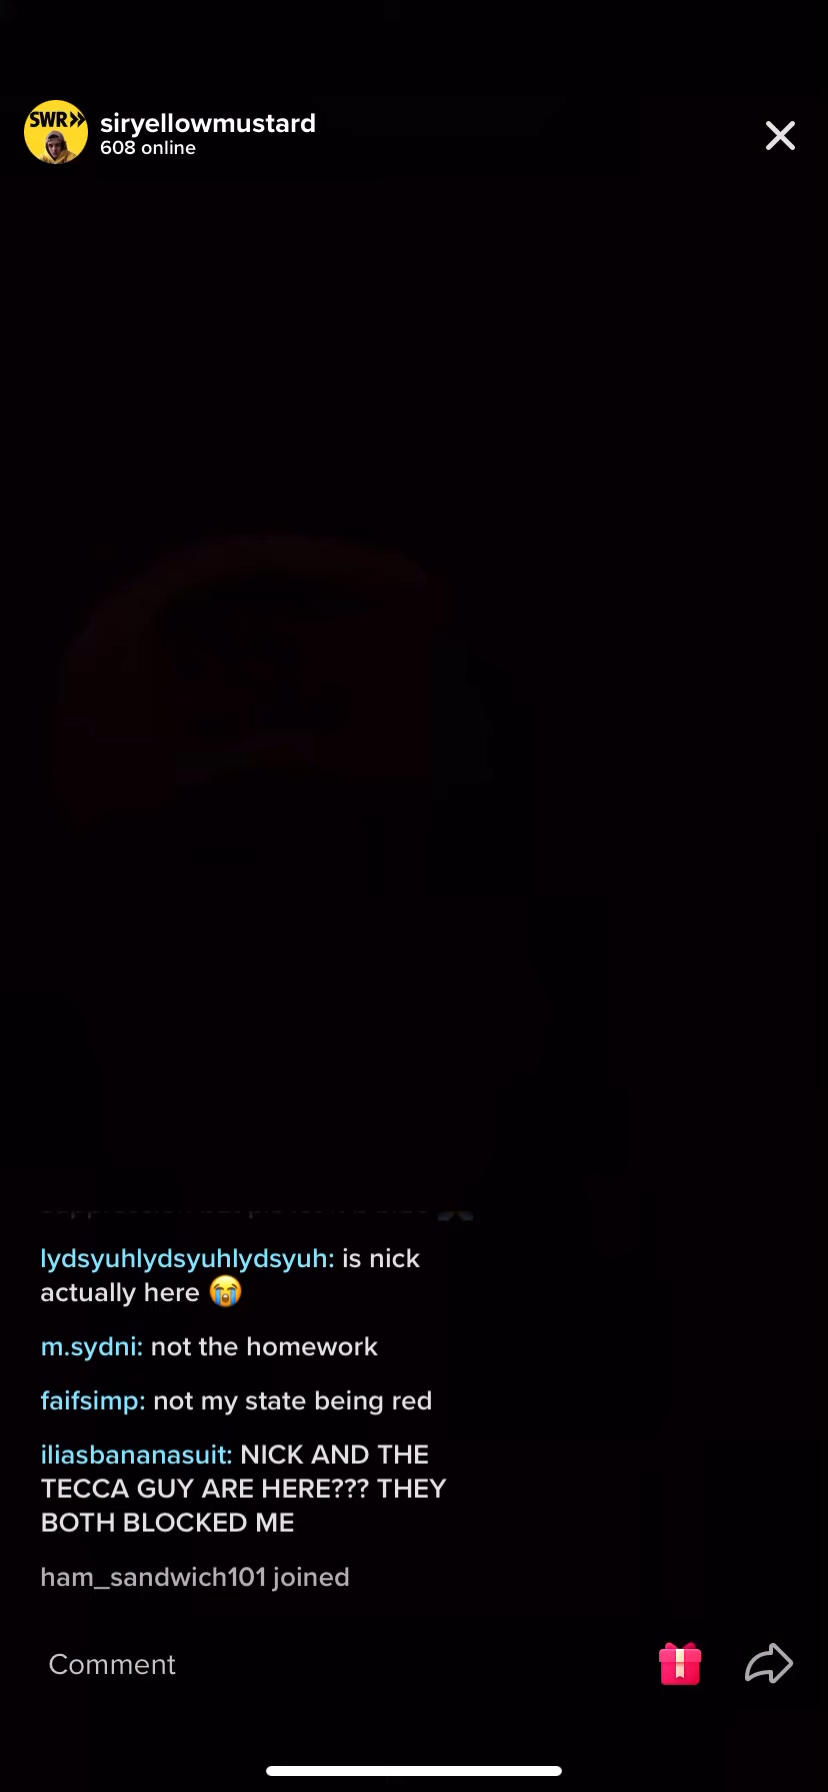 SWR
siryellowmustard
608 online
lydsyuhlydsyuhlydsyuh: is nick
actually here 😭
m.sydni: not the homework
faifsimp: not my state being red
iliasbananasuit: NICK AND THE
TECCA GUY ARE HERE??? THEY
BOTH BLOCKED ME
ham_sandwich101 joined
Comment